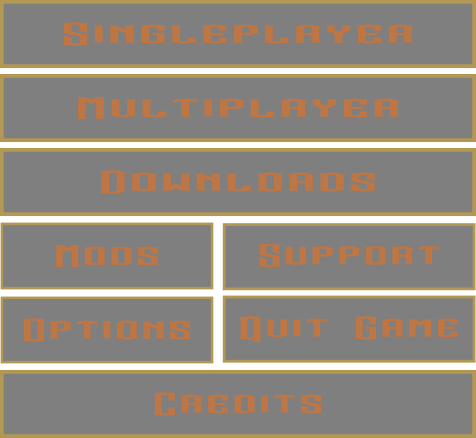 Singleplayer
Multiplayer
Downloads
Mods
Support
Options
Quit Game
Credits